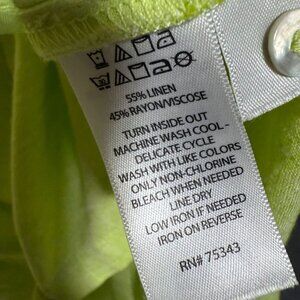 55% LINEN
45% RAYON/VISCOSE
TURN INSIDE OUT
MACHINE WASH COOL -
DELICATE CYCLE
WASH WITH LIKE COLORS
ONLY NON-CHLORINE
BLEACH WHEN NEEDED
LINE DRY
LOW IRON IF NEEDED
IRON ON REVERSE
RN# 75343